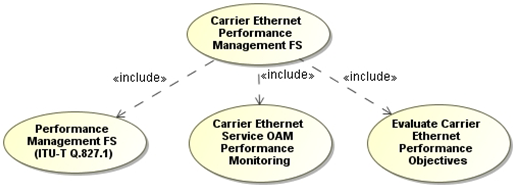 Carrier Ethernet
Performance
Management FS
«include»
«include»
«include»
Performance
Management FS
(ITU-T Q.827.1)
Carrier Ethernet
Service OAM
Performance
Monitoring
Evaluate Carrier
Ethernet
Performance
Objectives